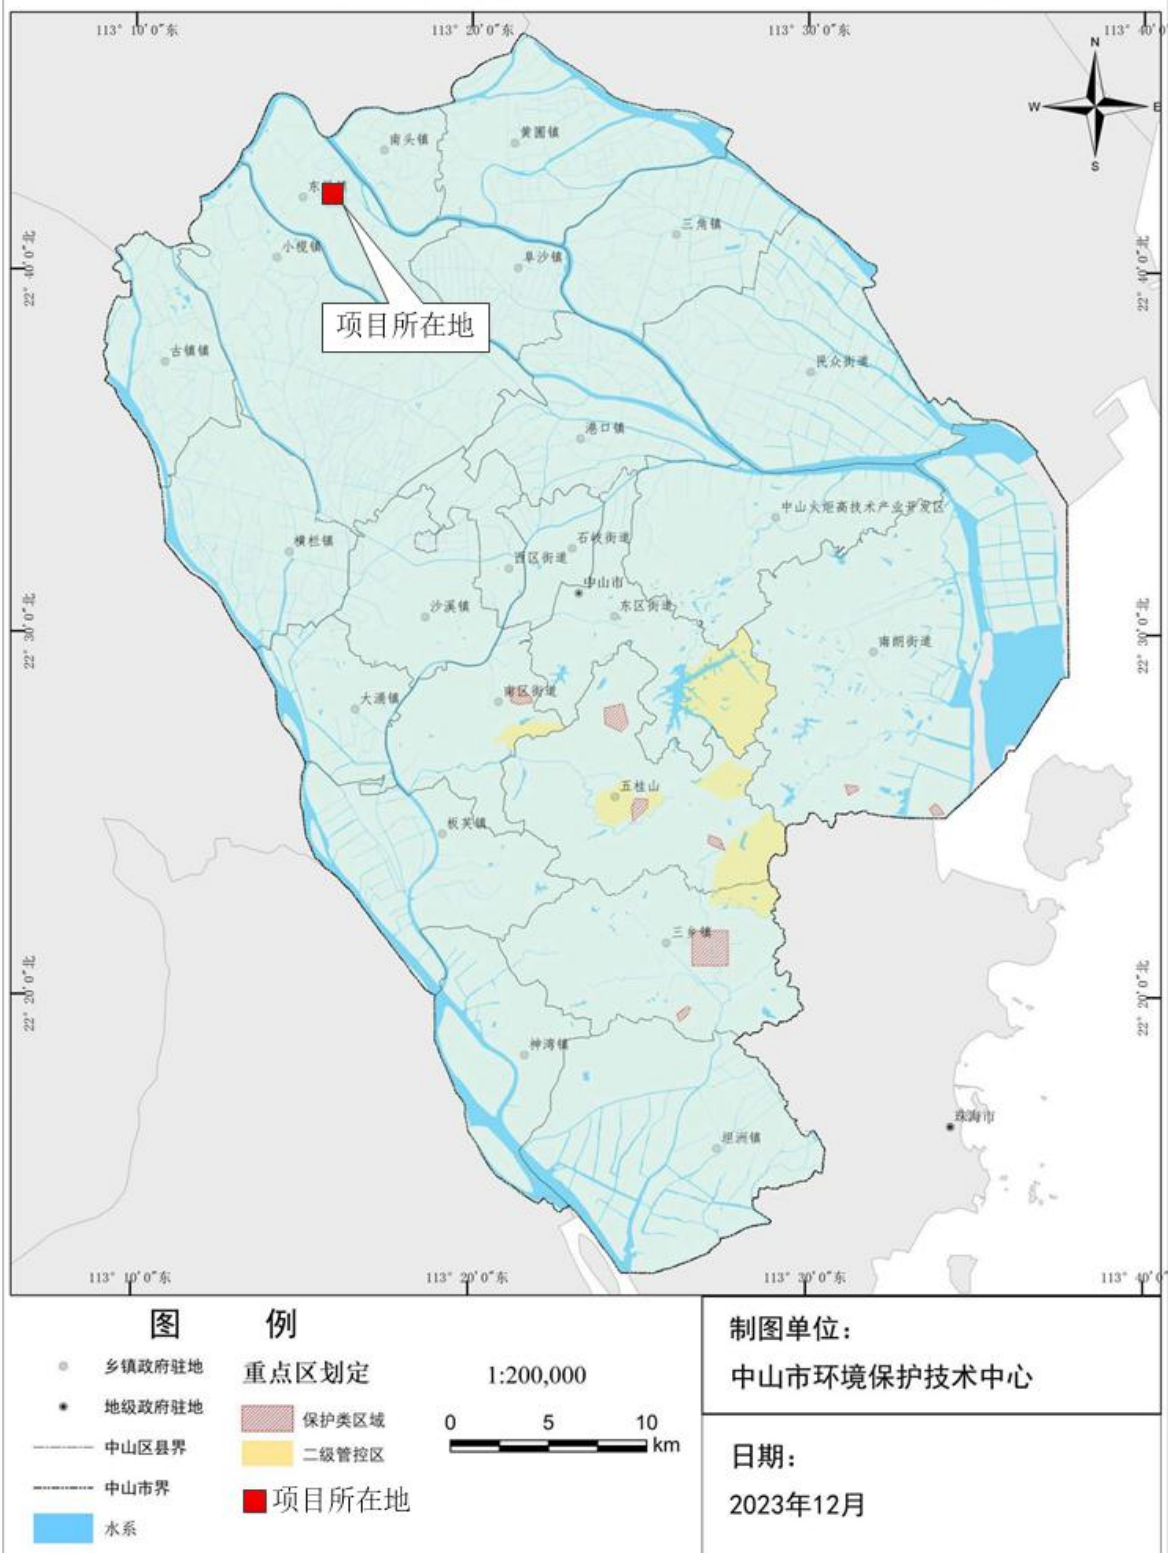 113° 10′0″东
113° 20′0″东
113° 30′0″东
113° 40′0
N
W
E
S
南头镇
黄圃镇
小榄镇
三角镇
阜沙镇
22° 40′0″北
22° 40′0″北
项目所在地
古镇镇
民众街道
港口镇
中山火炬高技术产业开发区
横栏镇
石岐街道
西区街道
中山市
沙溪镇
东区街道
22° 30′0″北
22° 30′0″北
南朗街道
大涌镇
南区街道
五桂山
板芙镇
三乡镇
22° 20′0″北
22° 20′0″北
神湾镇
珠海市
坦洲镇
113° 10′0″东
113° 20′0″东
113° 30′0″东
113° 40′0
图 例
乡镇政府驻地
地级政府驻地
中山区县界
中山市界
水系
重点区划定
保护类区域
二级管控区
项目所在地
1:200,000
0 5 10
km
制图单位：
中山市环境保护技术中心
日期：
2023年12月